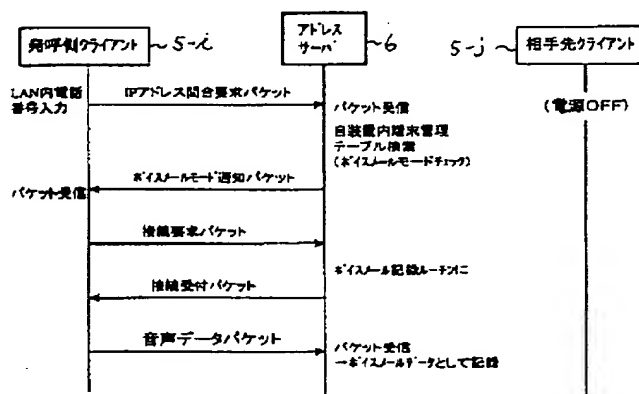 発呼側クライアント
5-i
アドレス
サーバ
6
5-j
相手先クライアント
LAN内電話
番号入力
IPアドレス問合要求パケット
パケット受信
(電源OFF)
自装置内端末管理
テーブル検索
(ボイスメールモードチェック)
ボイスメールモード通知パケット
パケット受信
接続要求パケット
ボイスメール記録ルーチンに
接続受付パケット
音声データパケット
パケット受信
→ボイスメールデータとして記録